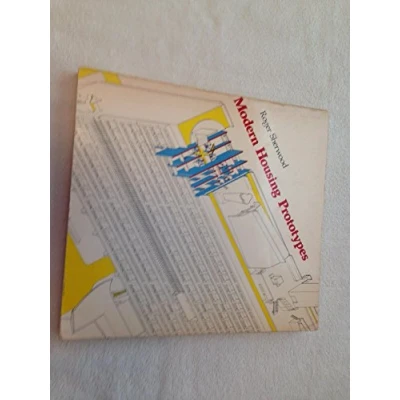 Roger Sherwood
Modern Housing Prototypes